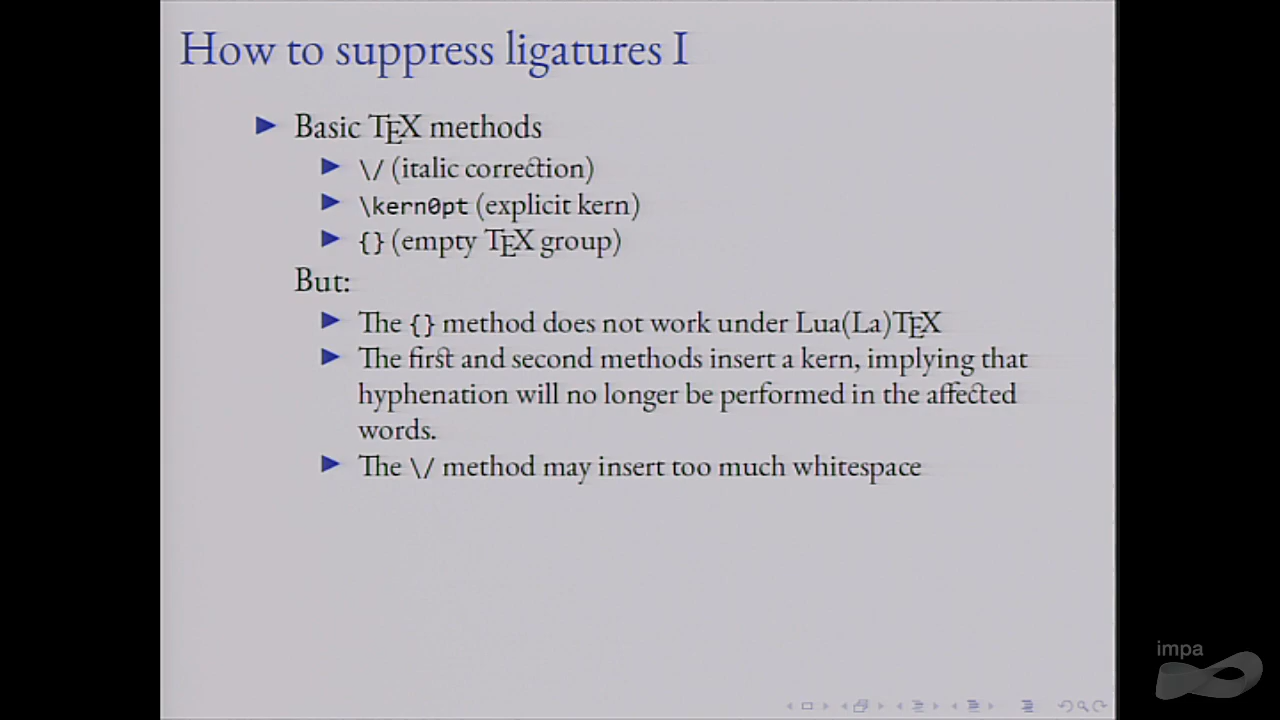 How to suppress ligatures I
▶ Basic TEX methods
▶ \/ (italic correction)
▶ \kern0pt (explicit kern)
▶ {} (empty TEX group)
But:
▶ The {} method does not work under Lua(La)TEX
▶ The first and second methods insert a kern, implying that
hyphenation will no longer be performed in the affected
words.
▶ The \/ method may insert too much whitespace
impa